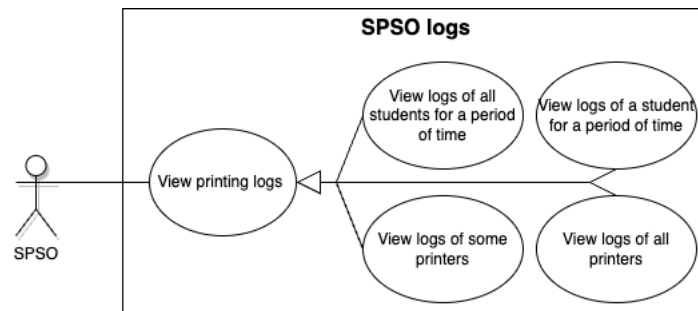 SPSO logs
View logs of all
students for a period
of time
View logs of a student
for a period of time
View printing logs
SPSO
View logs of some
printers
View logs of all
printers